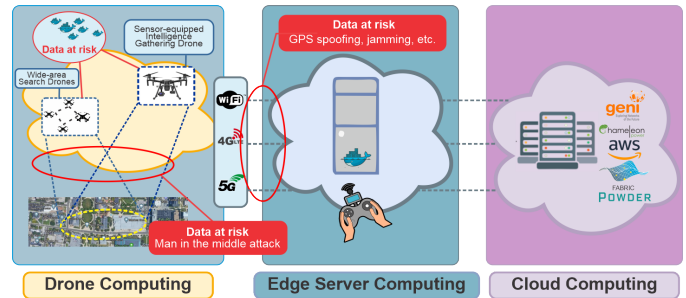 Data at risk
Sensor-equipped
Intelligence
Gathering Drone
Wide-area
Search Drones
Data at risk
GPS spoofing, jamming, etc.
WiFi
4G LTE
5G
Data at risk
Man in the middle attack
geni
chameleon
aws
FABRIC
POWDER
Drone Computing
Edge Server Computing
Cloud Computing